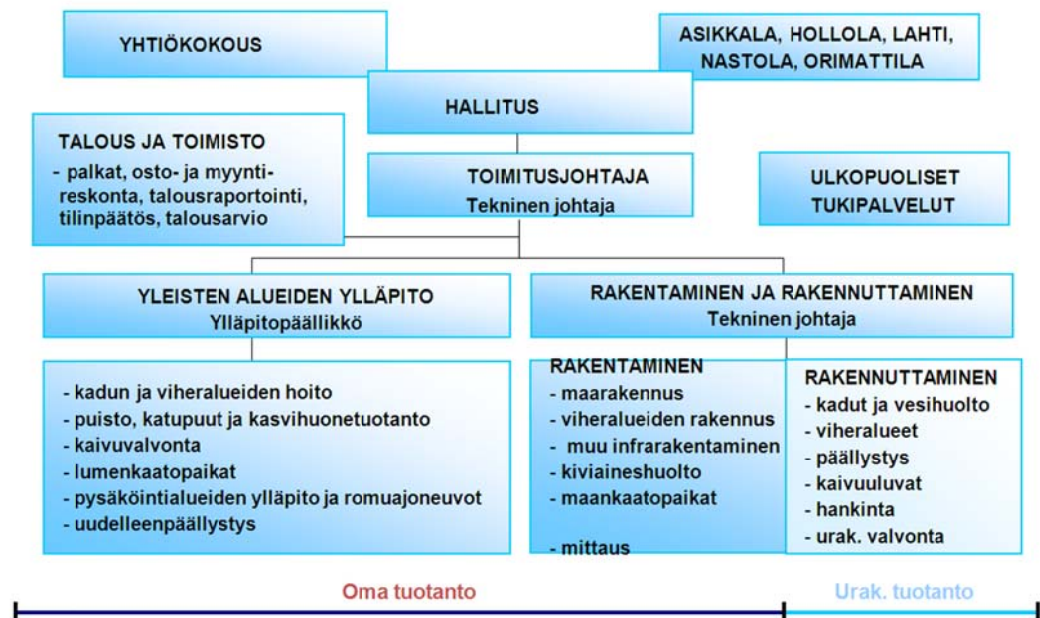 YHTIÖKOKOUS
ASIKKALA, HOLLOLA, LAHTI,
NASTOLA, ORIMATTILA
HALLITUS
TALOUS JA TOIMISTO
- palkat, osto- ja myynti-
reskonta, talousraportointi,
tilinpäätös, talousarvio
TOIMITUSJOHTAJA
Tekninen johtaja
ULKOPUOLISET
TUKIPALVELUT
YLEISTEN ALUEIDEN YLLÄPITO
Ylläpitopäällikkö
RAKENTAMINEN JA RAKENNUTTAMINEN
Tekninen johtaja
- kadun ja viheralueiden hoito
- puisto, katupuut ja kasvihuonetuotanto
- kaivuvalvonta
- lumenkaatopaikat
- pysäköintialueiden ylläpito ja romuajoneuvot
- uudelleenpäällystys
RAKENTAMINEN
- maarakennus
- viheralueiden rakennus
- muu infrarakentaminen
- kiviaineshuolto
- maankaatopaikat
- mittaus
RAKENNUTTAMINEN
- kadut ja vesihuolto
- viheralueet
- päällystys
- kaivuuluvat
- hankinta
- urak. valvonta
Oma tuotanto
Urak. tuotanto